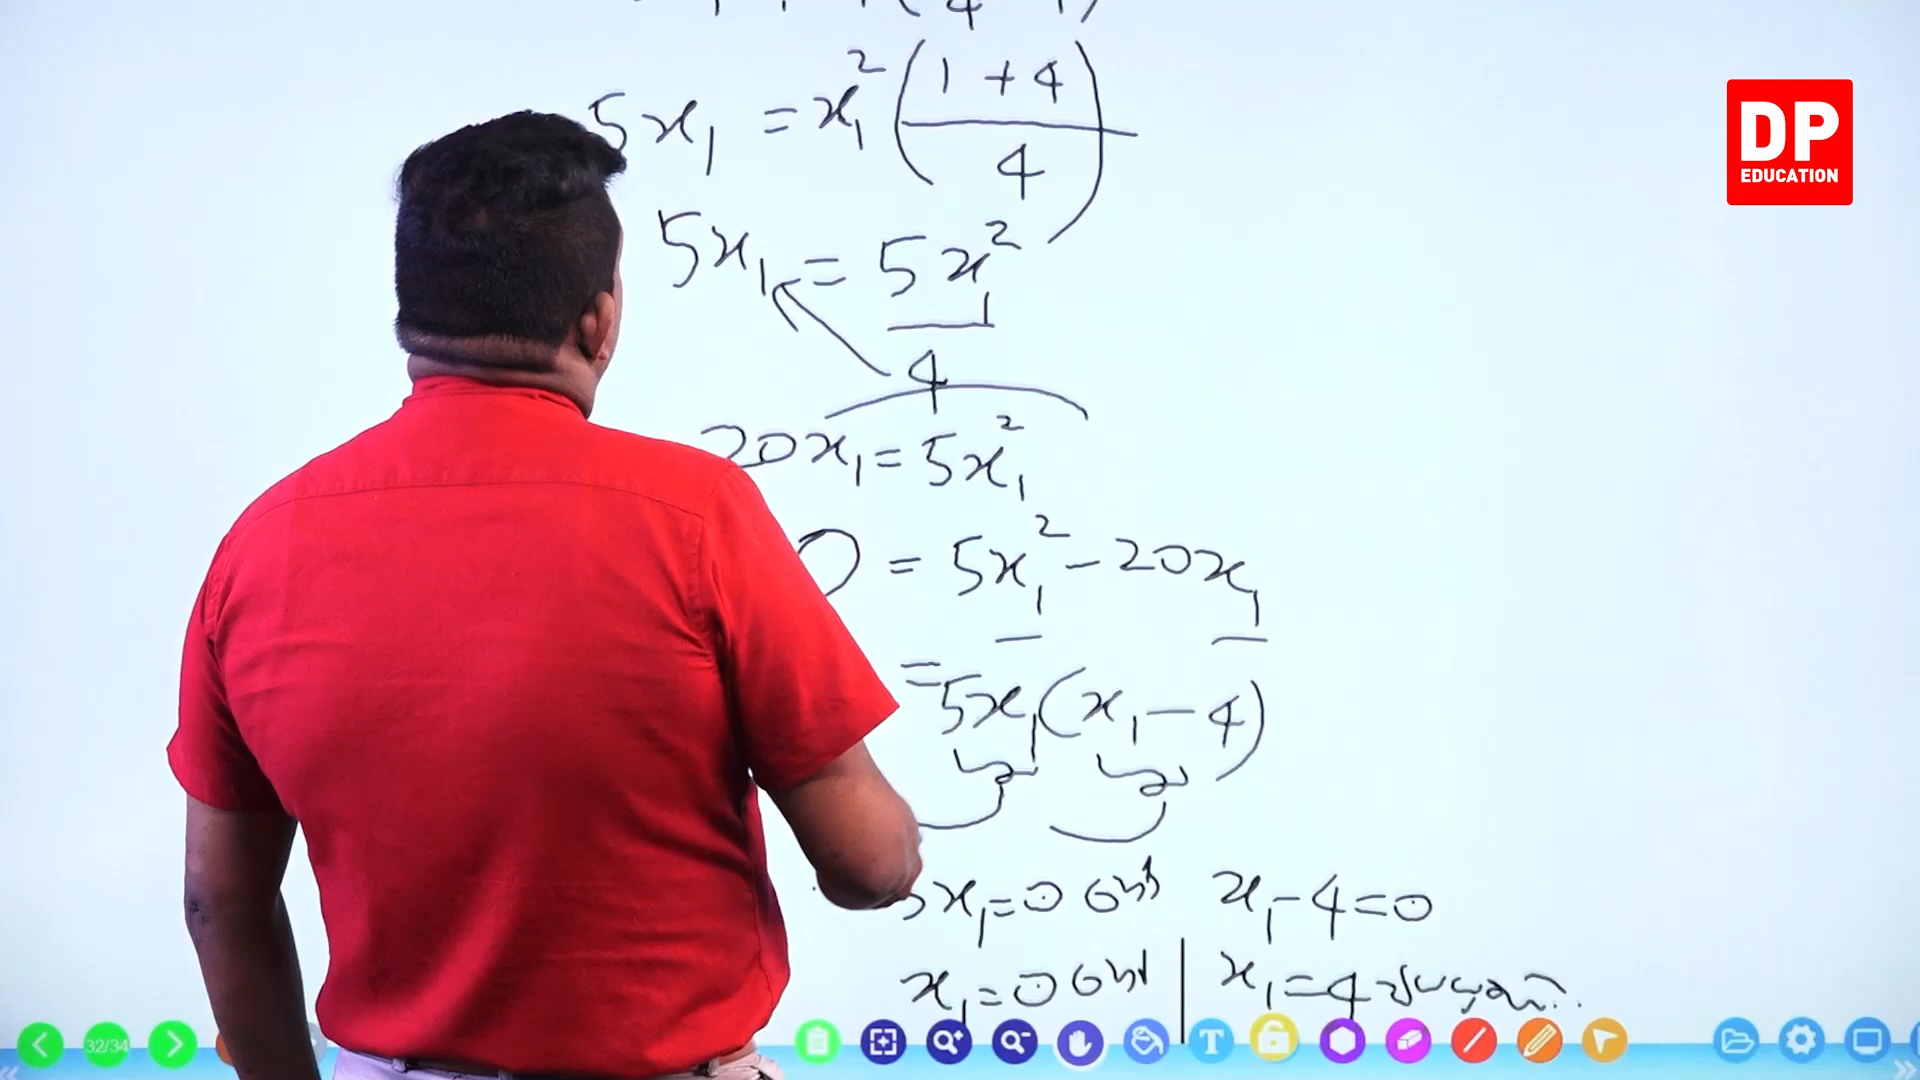 DP
EDUCATION
5x₁ = x₁² (1 + 4 / 4)
5x₁ = 5x₁² / 4
20x₁ = 5x₁²
0 = 5x₁² - 20x₁
= 5x₁(x₁ - 4)
5x₁ = 0 හෝ x₁ - 4 = 0
x₁ = 0 හෝ | x₁ = 4
32/34
T